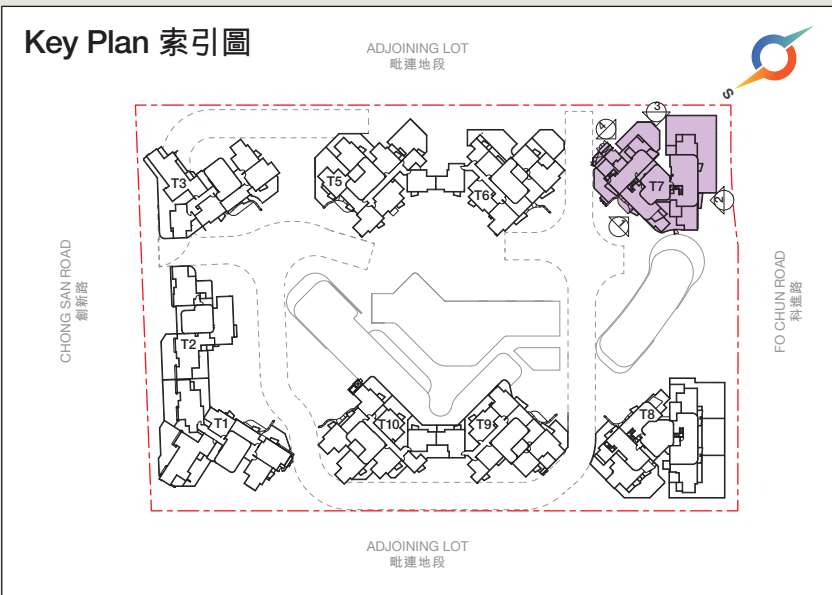 Key Plan 索引圖
ADJOINING LOT
毗連地段
S
3
4
T3
T5
T6
T7
2
1
CHONG SAN ROAD
創新路
FO CHUN ROAD
科進路
T2
T1
T10
T9
T8
ADJOINING LOT
毗連地段